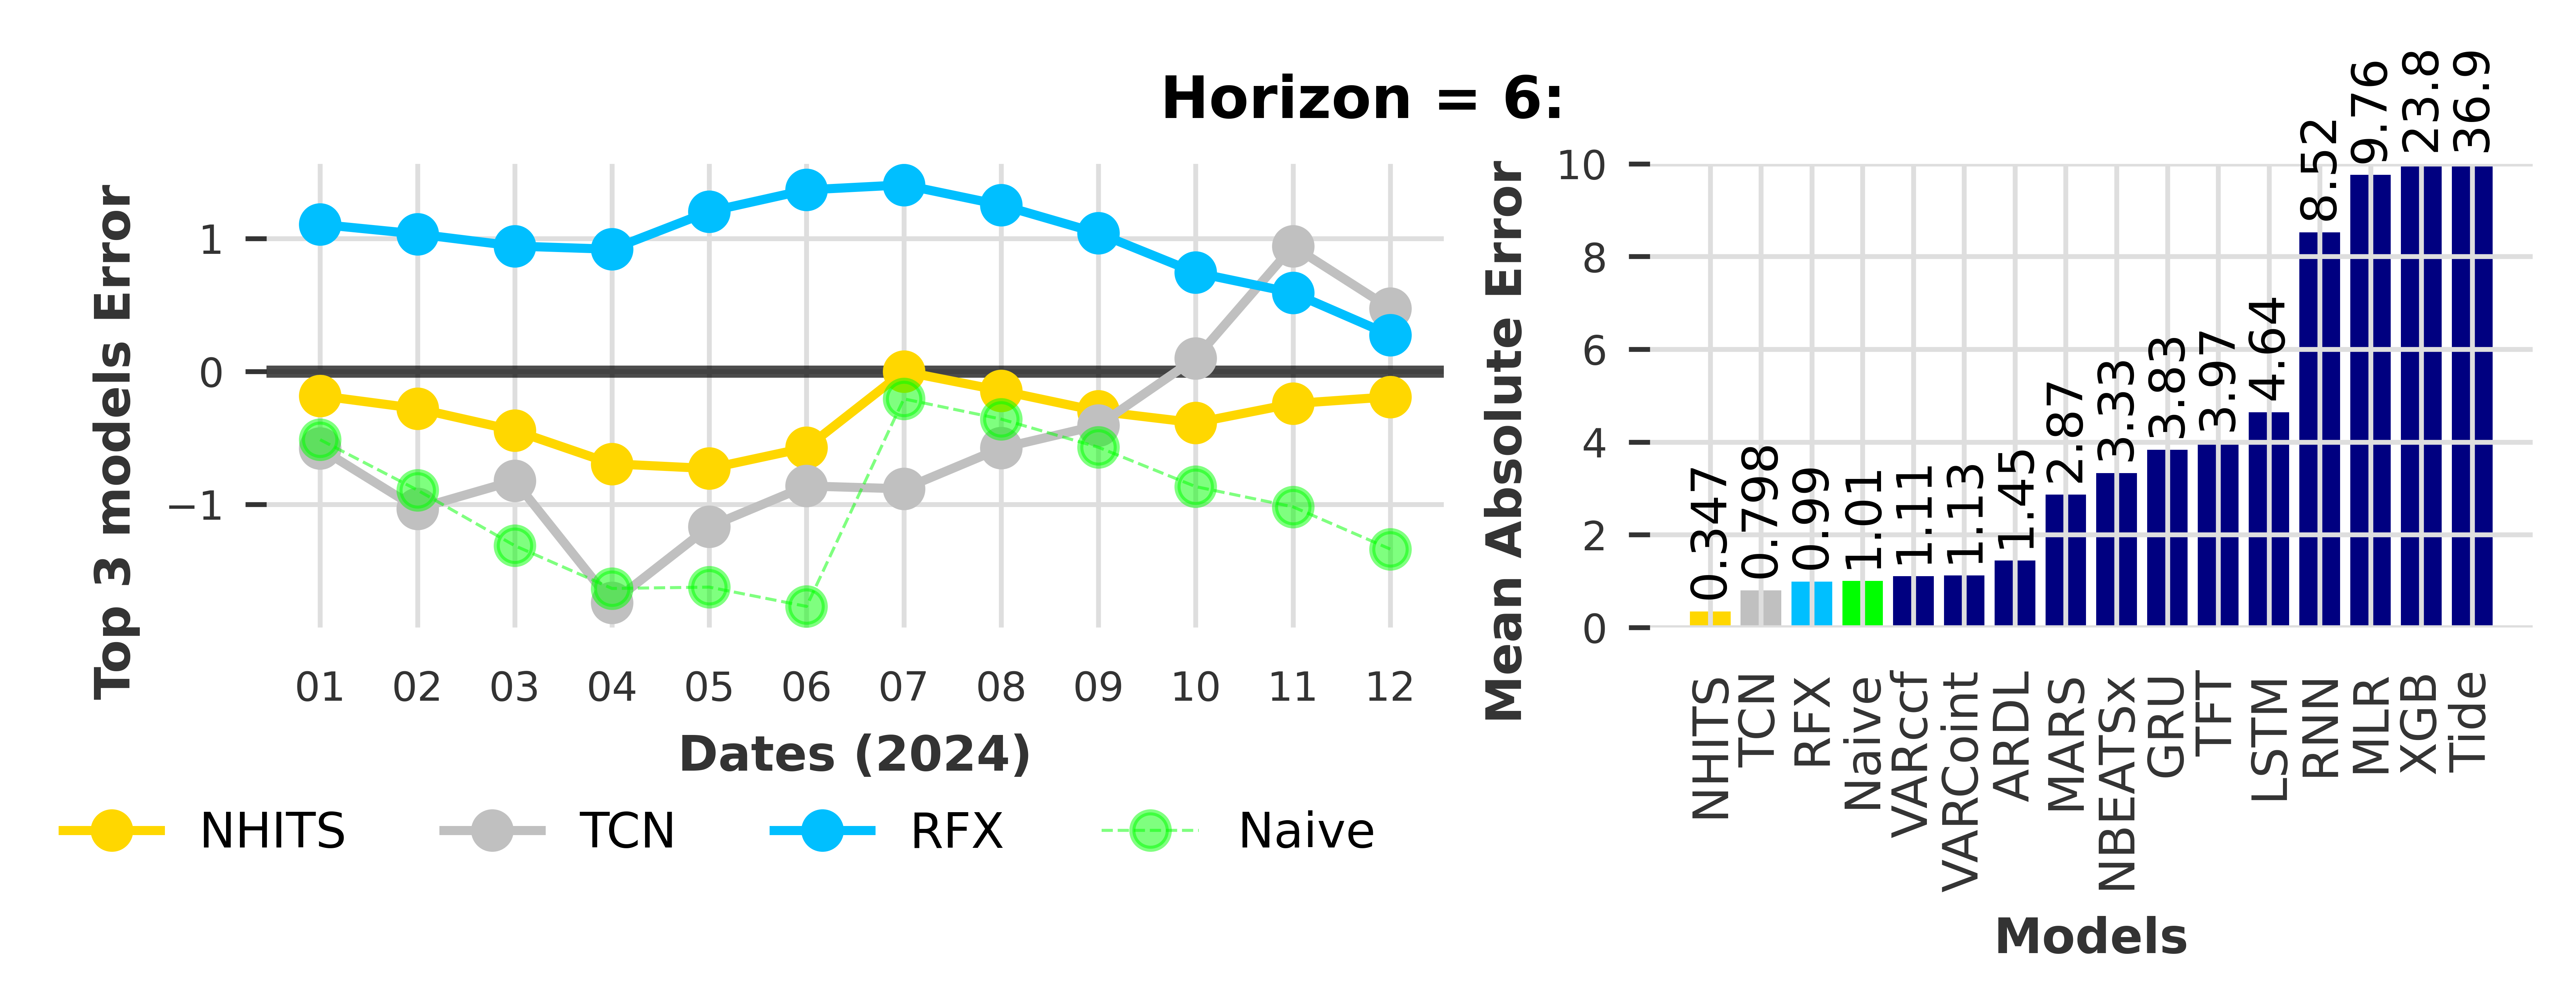 Horizon = 6:
Top 3 models Error
1
0
−1
01 02 03 04 05 06 07 08 09 10 11 12
Dates (2024)
NHITS TCN RFX Naive
Mean Absolute Error
10
8
6
4
2
0
0.347 0.798 0.99 1.01 1.11 1.13 1.45 2.87 3.33 3.83 3.97 4.64 8.52 9.76 23.8 36.9
NHITS TCN RFX Naive VARccf VARCoint ARDL MARS NBEATSx GRU TFT LSTM RNN MLR XGB Tide
Models